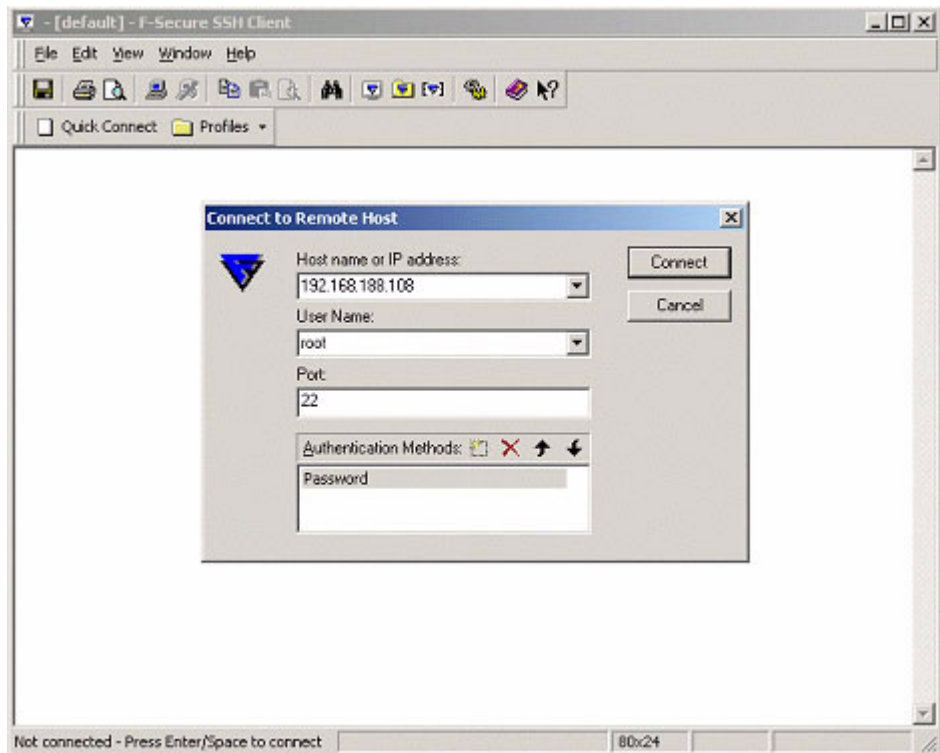 - [default] - F-Secure SSH Client
File Edit View Window Help
Quick Connect Profiles
Connect to Remote Host
Host name or IP address:
192.168.188.108
Connect
Cancel
User Name:
root
Port:
22
Authentication Methods:
Password
Not connected - Press Enter/Space to connect 80x24